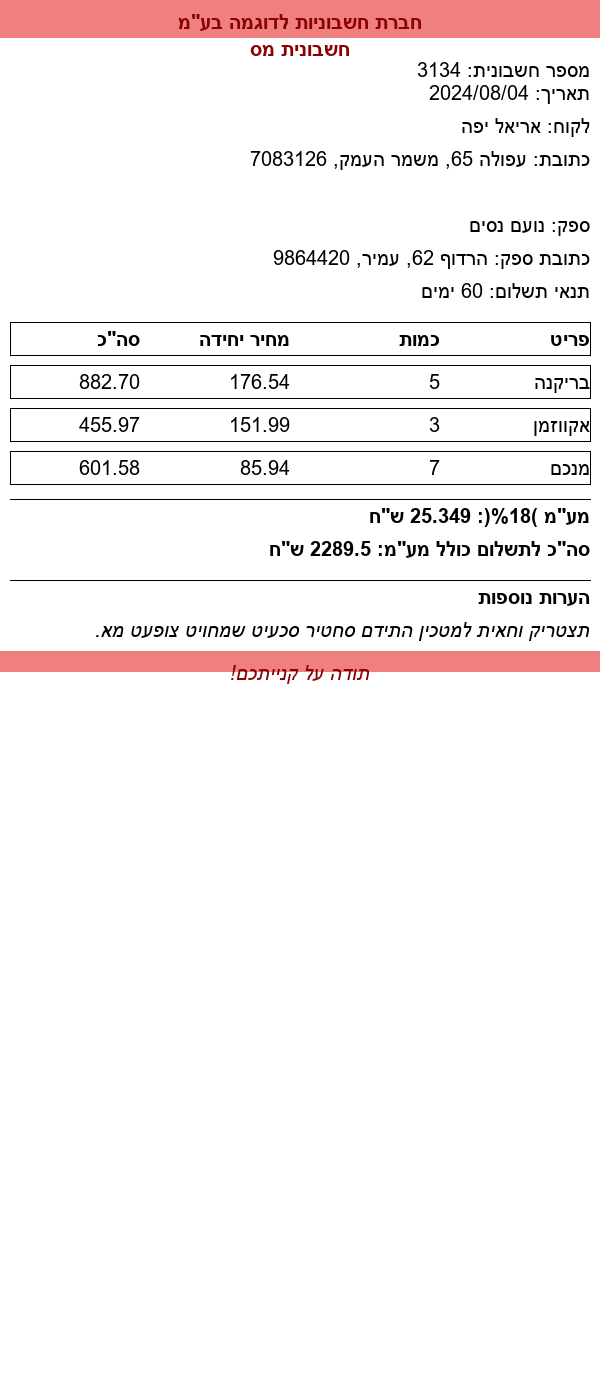 חברת חשבוניות לדוגמה בע"מ
חשבונית מס
מספר חשבונית: 3134
תאריך: 2024/08/04
לקוח: אריאל יפה
כתובת: עפולה 65, משמר העמק, 7083126
ספק: נועם נסים
כתובת ספק: הרדוף 62, עמיר, 9864420
תנאי תשלום: 60 ימים
פריט כמות מחיר יחידה סה"כ
בריקנה 5 176.54 882.70
אקווזמן 3 151.99 455.97
מנכם 7 85.94 601.58
מע"מ )18%(: 25.349 ש"ח
סה"כ לתשלום כולל מע"מ: 2289.5 ש"ח
הערות נוספות
תצטריק וחאית למטכין התידם סחטיר סכעיט שמחויט צופעט מא.
תודה על קנייתכם!